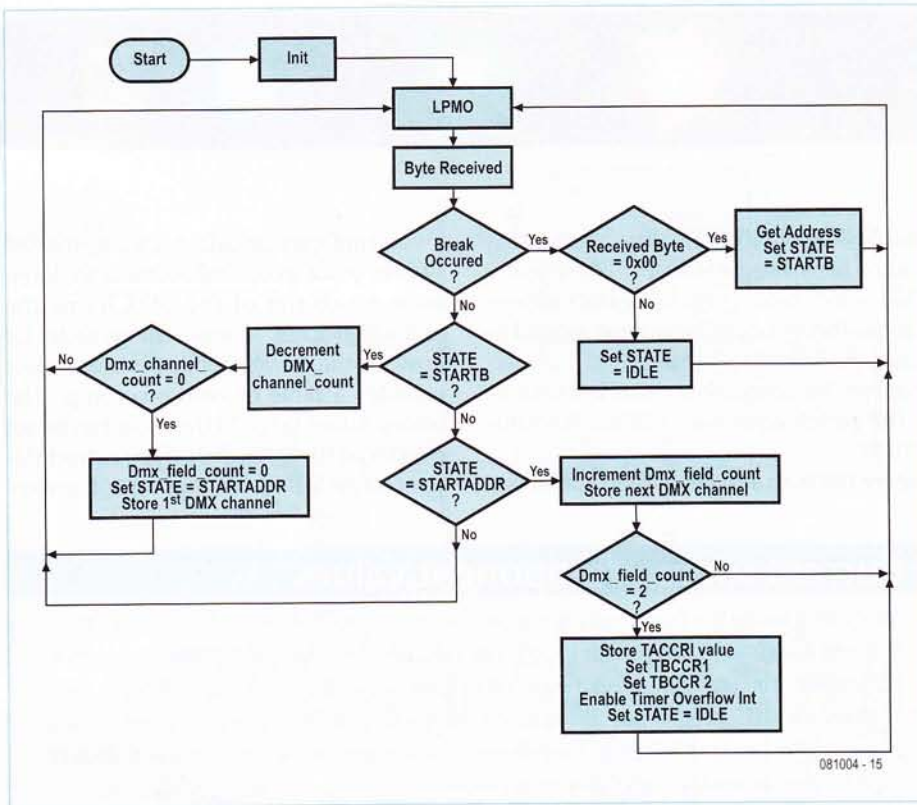 Start
Init
LPMO
Byte Received
Break
Occured
?
Yes
Received Byte
= 0x00
?
Yes
Get Address
Set STATE
= STARTB
No
No
Set STATE
= IDLE
STATE
= STARTB
?
Yes
Decrement
DMX_
channel_count
Dmx_channel_
count = 0
?
No
Yes
Dmx_field_count = 0
Set STATE = STARTADDR
Store 1st DMX channel
No
STATE
= STARTADDR
?
Yes
Increment Dmx_field_count
Store next DMX channel
No
Dmx_field_count
= 2
?
No
Yes
Store TACCRI value
Set TBCCR1
Set TBCCR 2
Enable Timer Overflow Int
Set STATE = IDLE
081004 - 15